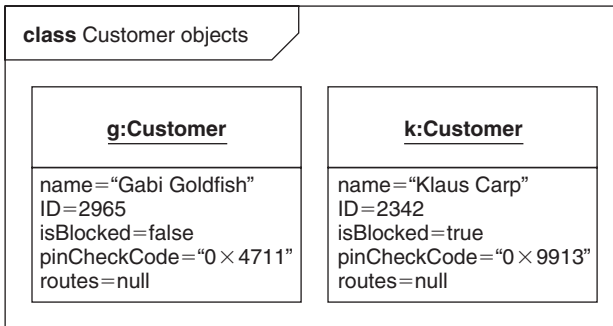 class Customer objects
g:Customer
name=“Gabi Goldfish”
ID=2965
isBlocked=false
pinCheckCode=“0×4711”
routes=null
k:Customer
name=“Klaus Carp”
ID=2342
isBlocked=true
pinCheckCode=“0×9913”
routes=null